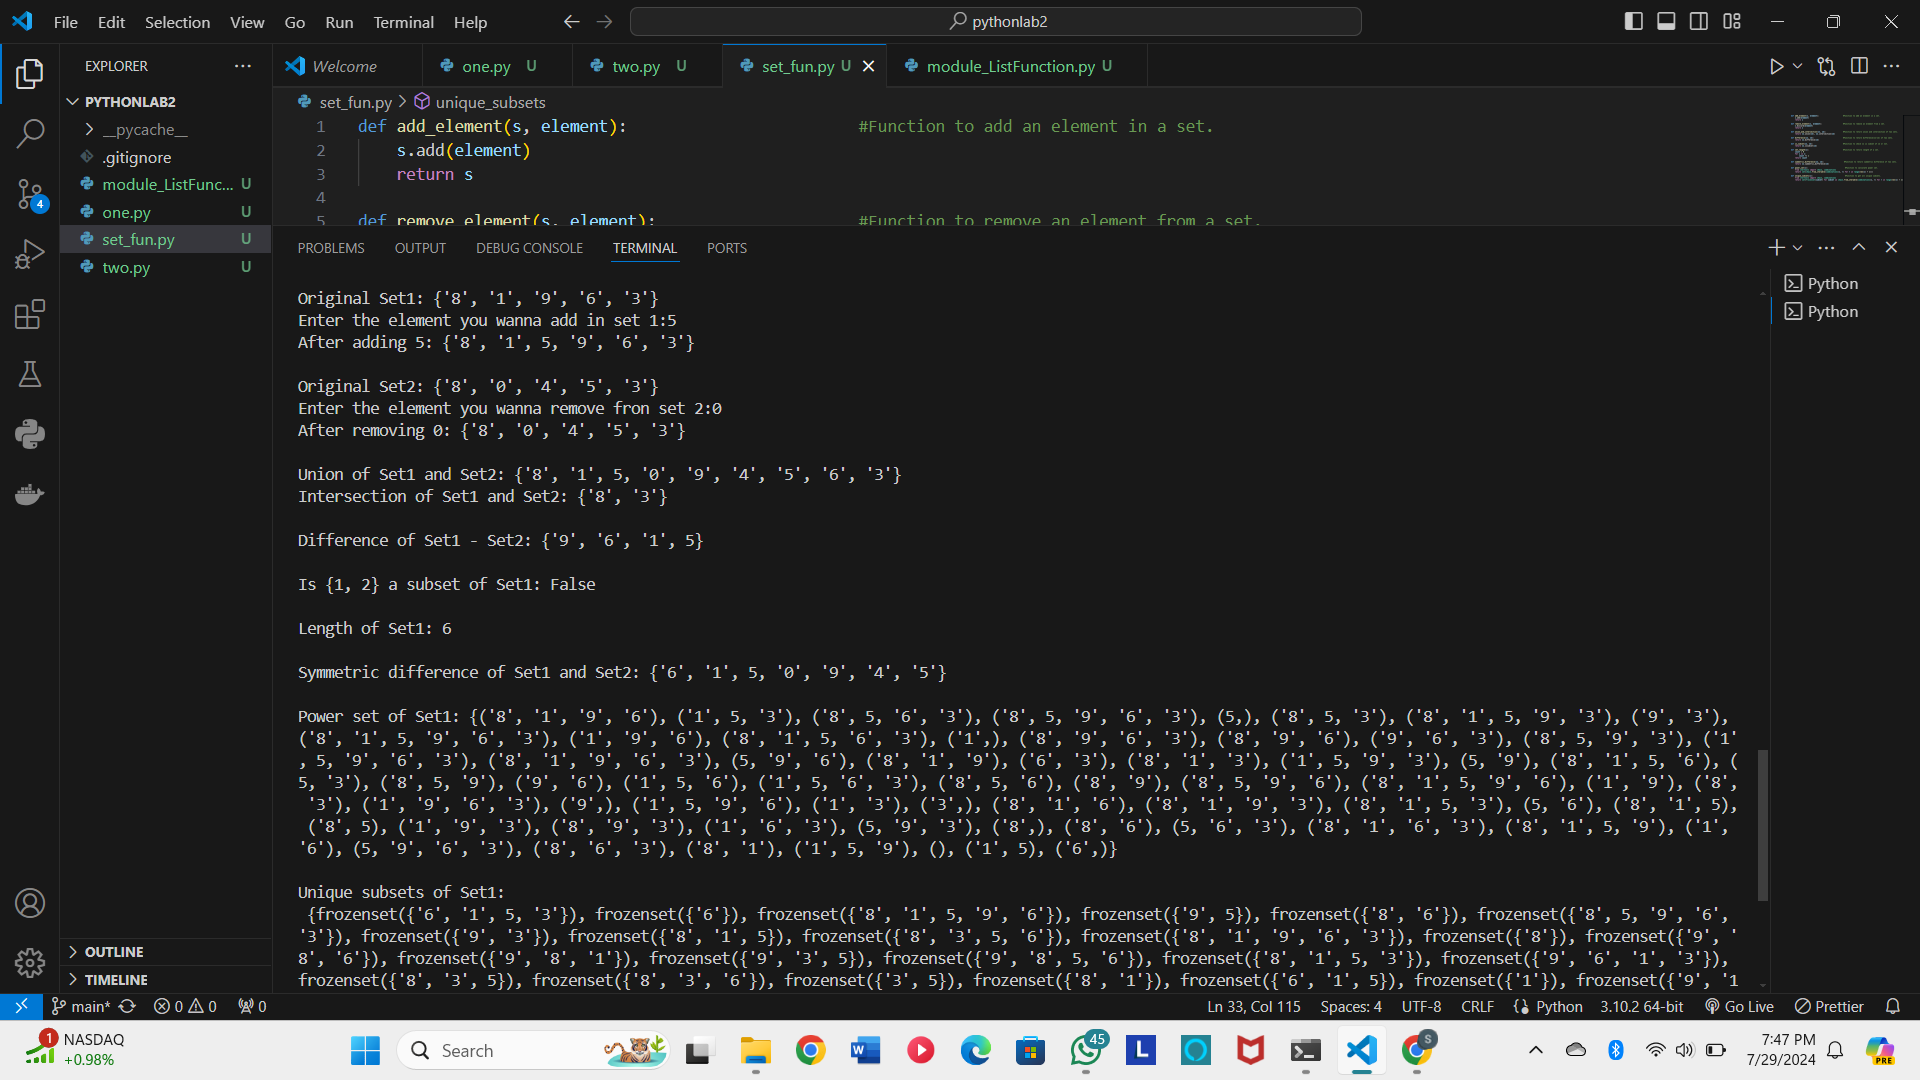 File Edit Selection View Go Run Terminal Help
pythonlab2
EXPLORER
PYTHONLAB2
__pycache__
.gitignore
module_ListFunc... U
one.py U
set_fun.py U
two.py U
OUTLINE
TIMELINE
4
Welcome one.py U two.py U set_fun.py U module_ListFunction.py U
set_fun.py > unique_subsets
1 def add_element(s, element): #Function to add an element in a set.
2 s.add(element)
3 return s
4
5 def remove_element(s, element): #Function to remove an element from a set.
PROBLEMS OUTPUT DEBUG CONSOLE TERMINAL PORTS
Python
Python
Original Set1: {'8', '1', '9', '6', '3'}
Enter the element you wanna add in set 1:5
After adding 5: {'8', '1', 5, '9', '6', '3'}
Original Set2: {'8', '0', '4', '5', '3'}
Enter the element you wanna remove fron set 2:0
After removing 0: {'8', '0', '4', '5', '3'}
Union of Set1 and Set2: {'8', '1', 5, '0', '9', '4', '5', '6', '3'}
Intersection of Set1 and Set2: {'8', '3'}
Difference of Set1 - Set2: {'9', '6', '1', 5}
Is {1, 2} a subset of Set1: False
Length of Set1: 6
Symmetric difference of Set1 and Set2: {'6', '1', 5, '0', '9', '4', '5'}
Power set of Set1: {('8', '1', '9', '6'), ('1', 5, '3'), ('8', 5, '6', '3'), ('8', 5, '9', '6', '3'), (5,), ('8', 5, '3'), ('8', '1', 5, '9', '3'), ('9', '3'),
('8', '1', 5, '9', '6', '3'), ('1', '9', '6'), ('8', '1', 5, '6', '3'), ('1',), ('8', '9', '6', '3'), ('8', '9', '6'), ('9', '6', '3'), ('8', 5, '9', '3'), ('1'
, 5, '9', '6', '3'), ('8', '1', '9', '6', '3'), (5, '9', '6'), ('8', '1', '9'), ('6', '3'), ('8', '1', '3'), ('1', 5, '9', '3'), (5, '9'), ('8', '1', 5, '6'), (
5, '3'), ('8', 5, '9'), ('9', '6'), ('1', 5, '6'), ('1', 5, '6', '3'), ('8', 5, '6'), ('8', '9'), ('8', 5, '9', '6'), ('8', '1', 5, '9', '6'), ('1', '9'), ('8',
 '3'), ('1', '9', '6', '3'), ('9',), ('1', 5, '9', '6'), ('1', '3'), ('3',), ('8', '1', '6'), ('8', '1', '9', '3'), ('8', '1', 5, '3'), (5, '6'), ('8', '1', 5),
 ('8', 5), ('1', '9', '3'), ('8', '9', '3'), ('1', '6', '3'), (5, '9', '3'), ('8',), ('8', '6'), (5, '6', '3'), ('8', '1', '6', '3'), ('8', '1', 5, '9'), ('1',
'6'), (5, '9', '6', '3'), ('8', '6', '3'), ('8', '1'), ('1', 5, '9'), (), ('1', 5), ('6',)}
Unique subsets of Set1:
 {frozenset({'6', '1', 5, '3'}), frozenset({'6'}), frozenset({'8', '1', 5, '9', '6'}), frozenset({'9', 5}), frozenset({'8', '6'}), frozenset({'8', 5, '9', '6',
'3'}), frozenset({'9', '3'}), frozenset({'8', '1', 5}), frozenset({'8', '3', 5, '6'}), frozenset({'8', '1', '9', '6', '3'}), frozenset({'8'}), frozenset({'9', '
8', '6'}), frozenset({'9', '8', '1'}), frozenset({'9', '3', 5}), frozenset({'9', '8', 5, '6'}), frozenset({'8', '1', 5, '3'}), frozenset({'9', '6', '1', '3'}),
frozenset({'8', '3', 5}), frozenset({'8', '3', '6'}), frozenset({'3', 5}), frozenset({'8', '1'}), frozenset({'6', '1', 5}), frozenset({'1'}), frozenset({'9', '1
main* 0 0 0 Ln 33, Col 115 Spaces: 4 UTF-8 CRLF Python 3.10.2 64-bit Go Live Prettier
1 NASDAQ
+0.98%
Search
45
S
7:47 PM
7/29/2024
PRE